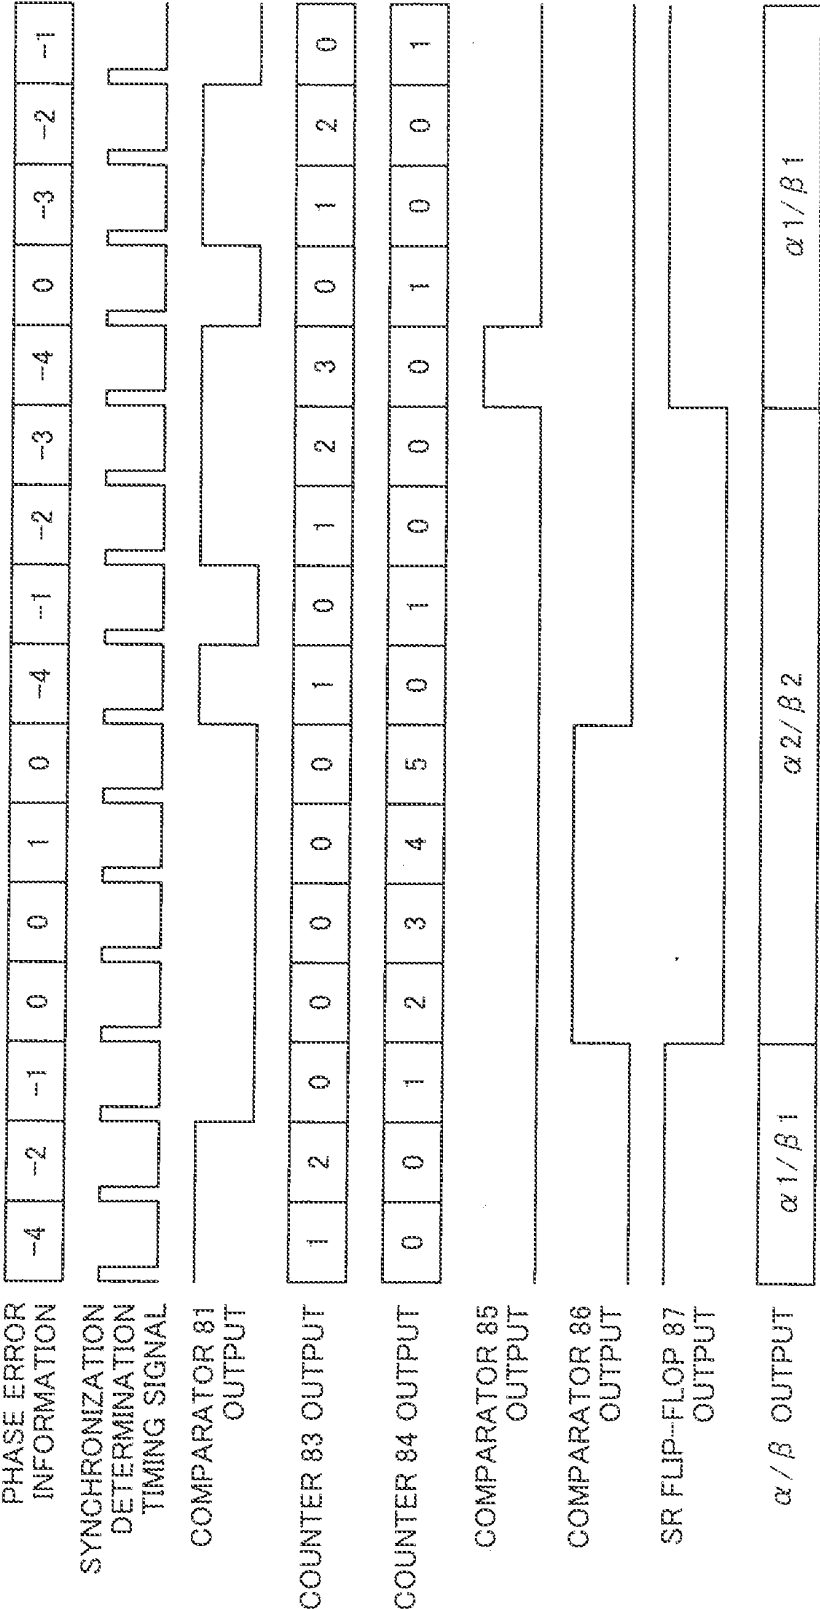 PHASE ERROR
INFORMATION
-4 -2 -1 0 0 1 0 -4 -1 -2 -3 -4 0 -3 -2 -1
SYNCHRONIZATION
DETERMINATION
TIMING SIGNAL
COMPARATOR 81
OUTPUT
COUNTER 83 OUTPUT
1 2 0 0 0 0 0 1 0 1 2 3 0 1 2 0
COUNTER 84 OUTPUT
0 0 1 2 3 4 5 0 1 0 0 0 1 0 0 1
COMPARATOR 85
OUTPUT
COMPARATOR 86
OUTPUT
SR FLIP-FLOP 87
OUTPUT
α/β OUTPUT
α1/β1 α2/β2 α1/β1